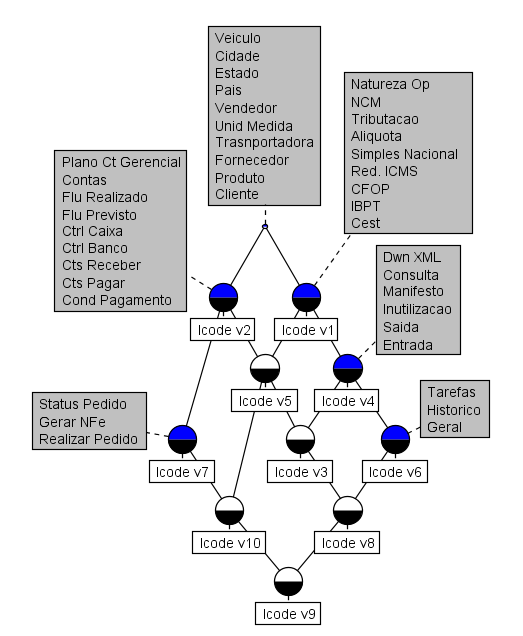 Veiculo
Cidade
Estado
Pais
Vendedor
Unid Medida
Trasnportadora
Fornecedor
Produto
Cliente
Natureza Op
NCM
Tributacao
Aliquota
Simples Nacional
Red. ICMS
CFOP
IBPT
Cest
Plano Ct Gerencial
Contas
Flu Realizado
Flu Previsto
Ctrl Caixa
Ctrl Banco
Cts Receber
Cts Pagar
Cond Pagamento
Dwn XML
Consulta
Manifesto
Inutilizacao
Saida
Entrada
Icode v2
Icode v1
Icode v5
Icode v4
Status Pedido
Gerar NFe
Realizar Pedido
Tarefas
Historico
Geral
Icode v7
Icode v3
Icode v6
Icode v10
Icode v8
Icode v9